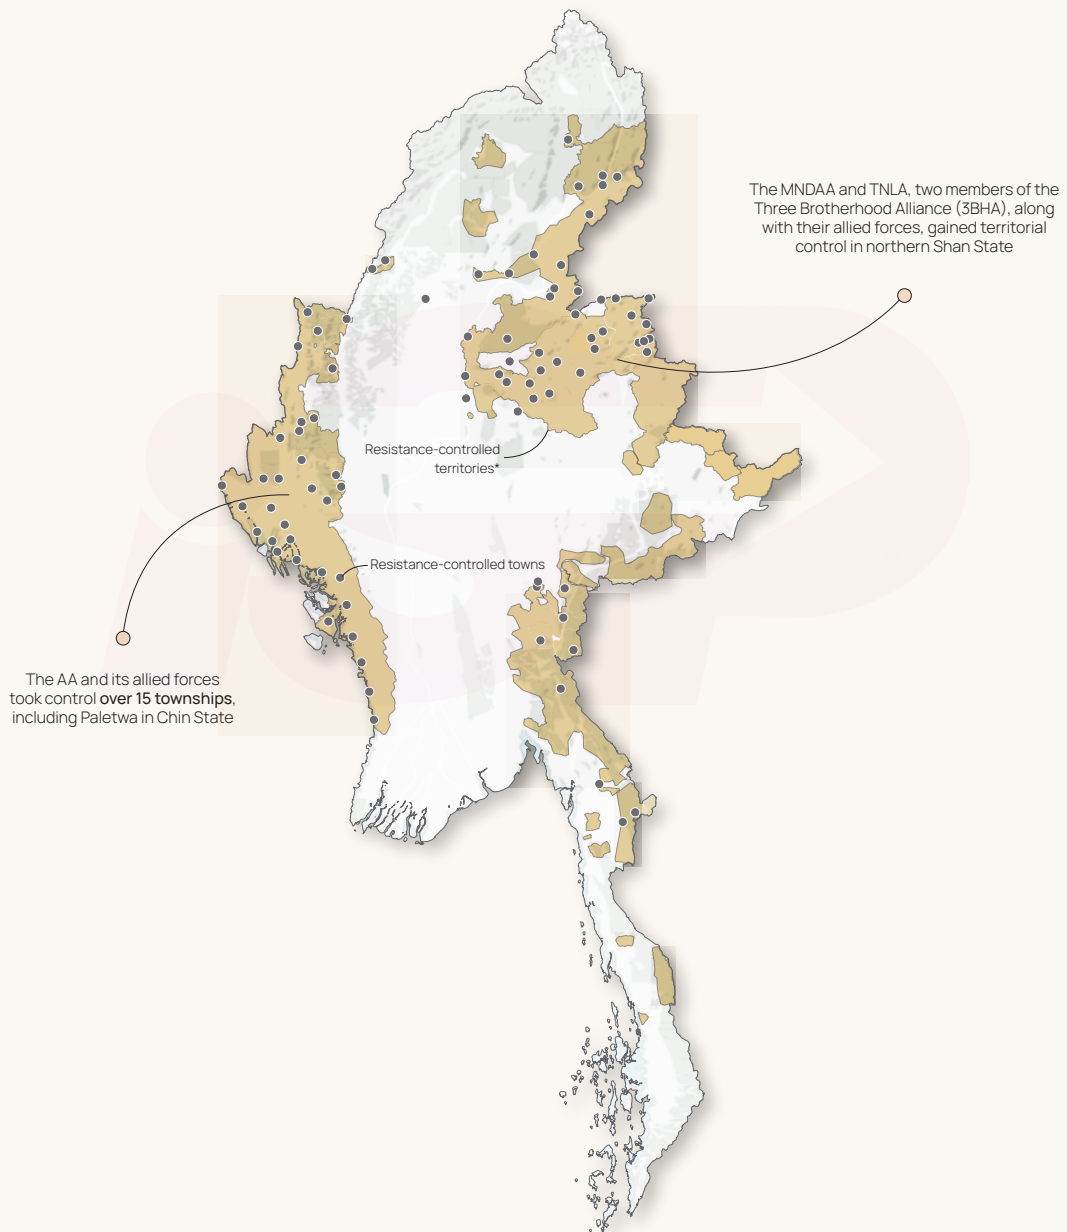 The MNDAA and TNLA, two members of the
Three Brotherhood Alliance (3BHA), along
with their allied forces, gained territorial
control in northern Shan State
Resistance-controlled
territories*
Resistance-controlled towns
The AA and its allied forces
took control over 15 townships,
including Paletwa in Chin State